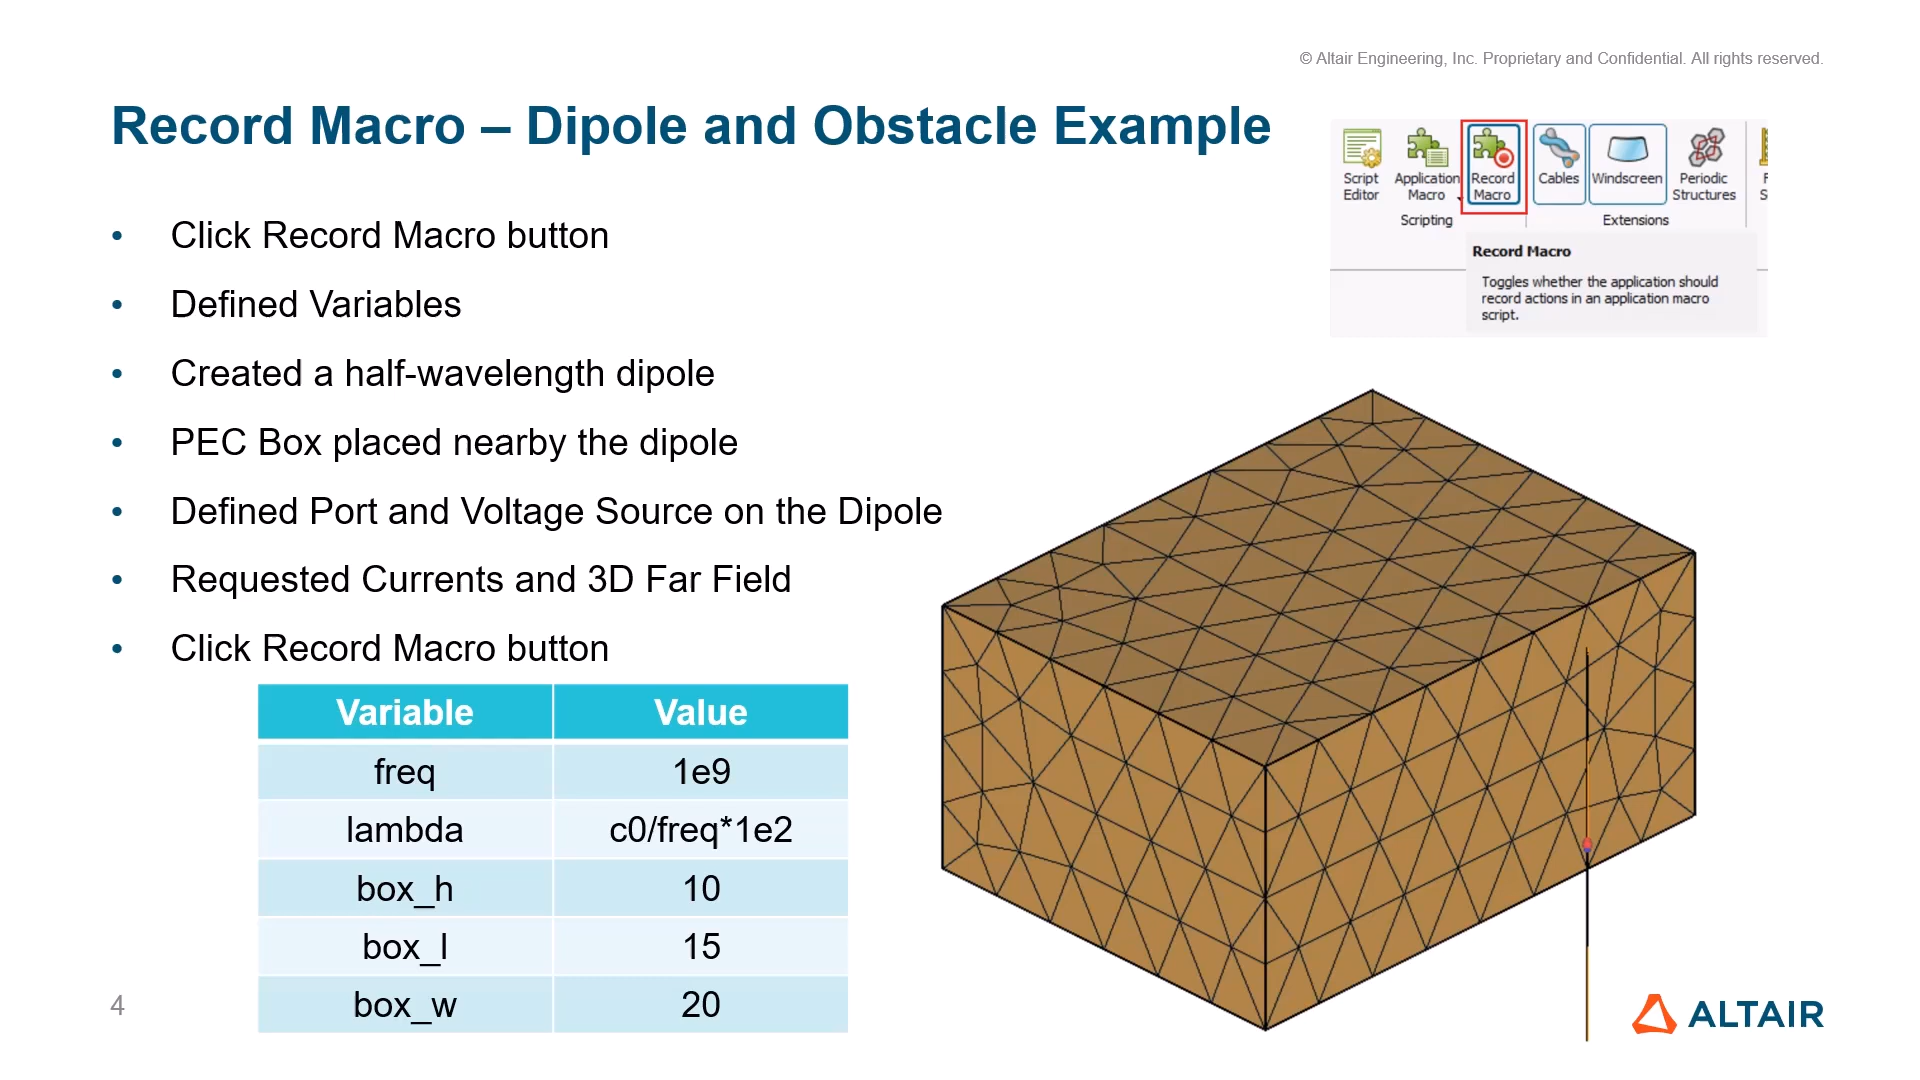 © Altair Engineering, Inc. Proprietary and Confidential. All rights reserved.
Record Macro – Dipole and Obstacle Example
Script Editor
Application Macro
Record Macro
Cables
Windscreen
Periodic Structures
Scripting
Extensions
Record Macro
Toggles whether the application should
record actions in an application macro
script.
• Click Record Macro button
• Defined Variables
• Created a half-wavelength dipole
• PEC Box placed nearby the dipole
• Defined Port and Voltage Source on the Dipole
• Requested Currents and 3D Far Field
• Click Record Macro button
Variable Value
freq 1e9
lambda c0/freq*1e2
box_h 10
box_l 15
box_w 20
4
ALTAIR